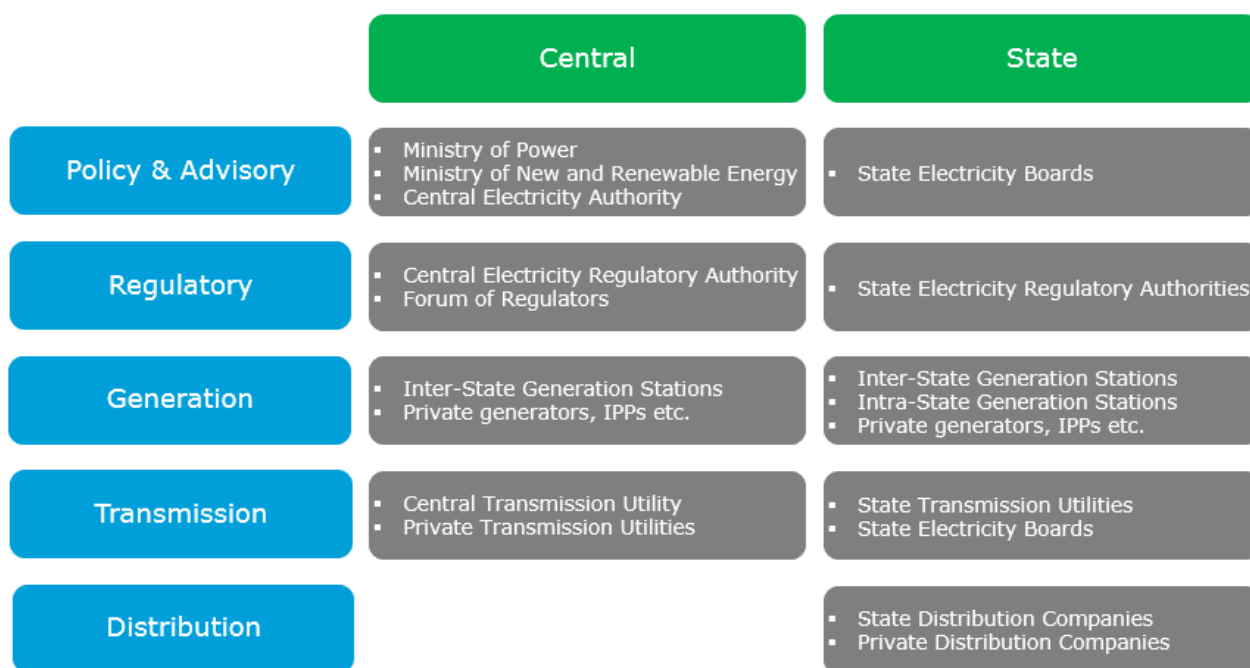 Central
State
Policy & Advisory
▪ Ministry of Power
▪ Ministry of New and Renewable Energy
▪ Central Electricity Authority
▪ State Electricity Boards
Regulatory
▪ Central Electricity Regulatory Authority
▪ Forum of Regulators
▪ State Electricity Regulatory Authorities
Generation
▪ Inter-State Generation Stations
▪ Private generators, IPPs etc.
▪ Inter-State Generation Stations
▪ Intra-State Generation Stations
▪ Private generators, IPPs etc.
Transmission
▪ Central Transmission Utility
▪ Private Transmission Utilities
▪ State Transmission Utilities
▪ State Electricity Boards
Distribution
▪ State Distribution Companies
▪ Private Distribution Companies